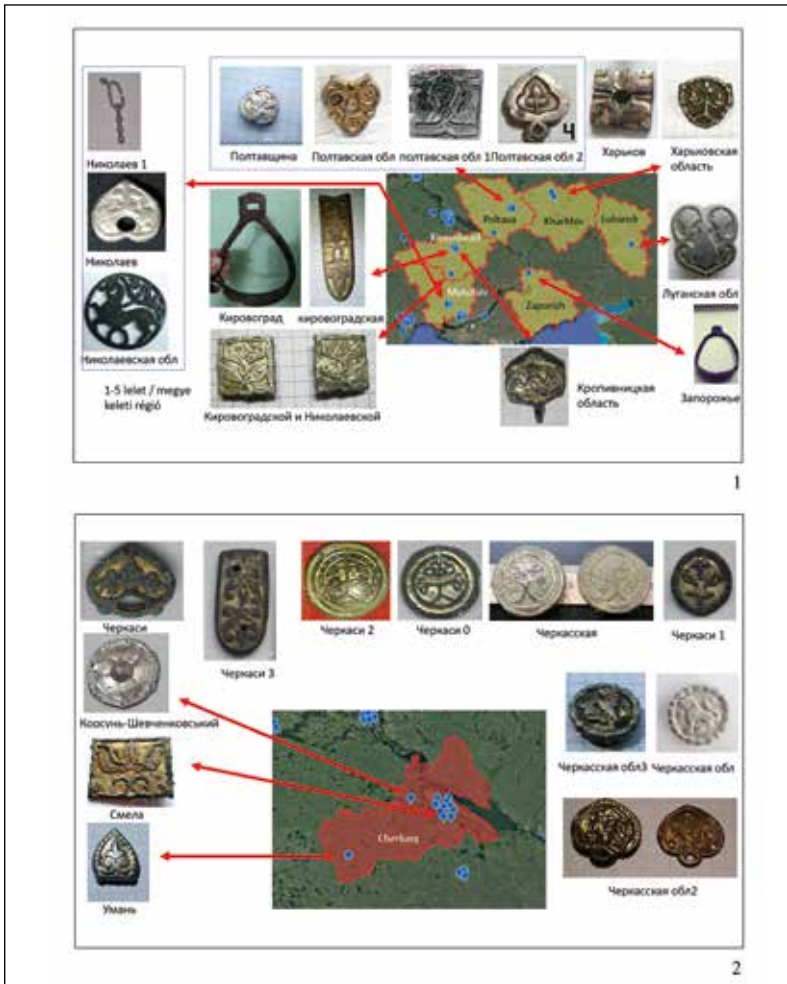 Николаев 1
Николаев
Николаевская обл
1-5 lelet / megye
keleti régió
Полтавщина
Полтавская обл
полтавская обл 1
Полтавская обл 2
Ч
Харьков
Харьковская
область
Луганская обл
Запорожье
Кировоград
кировоградская
Кировоградской и Николаевской
Кропивницкая
область
Poltava
Kharkiv
Luhansk
Zaporizh
1
Черкаси
Черкаси 3
Черкаси 2
Черкаси 0
Черкасская
Черкаси 1
Корсунь-Шевченковський
Смела
Умань
Черкасская обл3
Черкасская обл
Черкасская обл2
Cherkasy
2